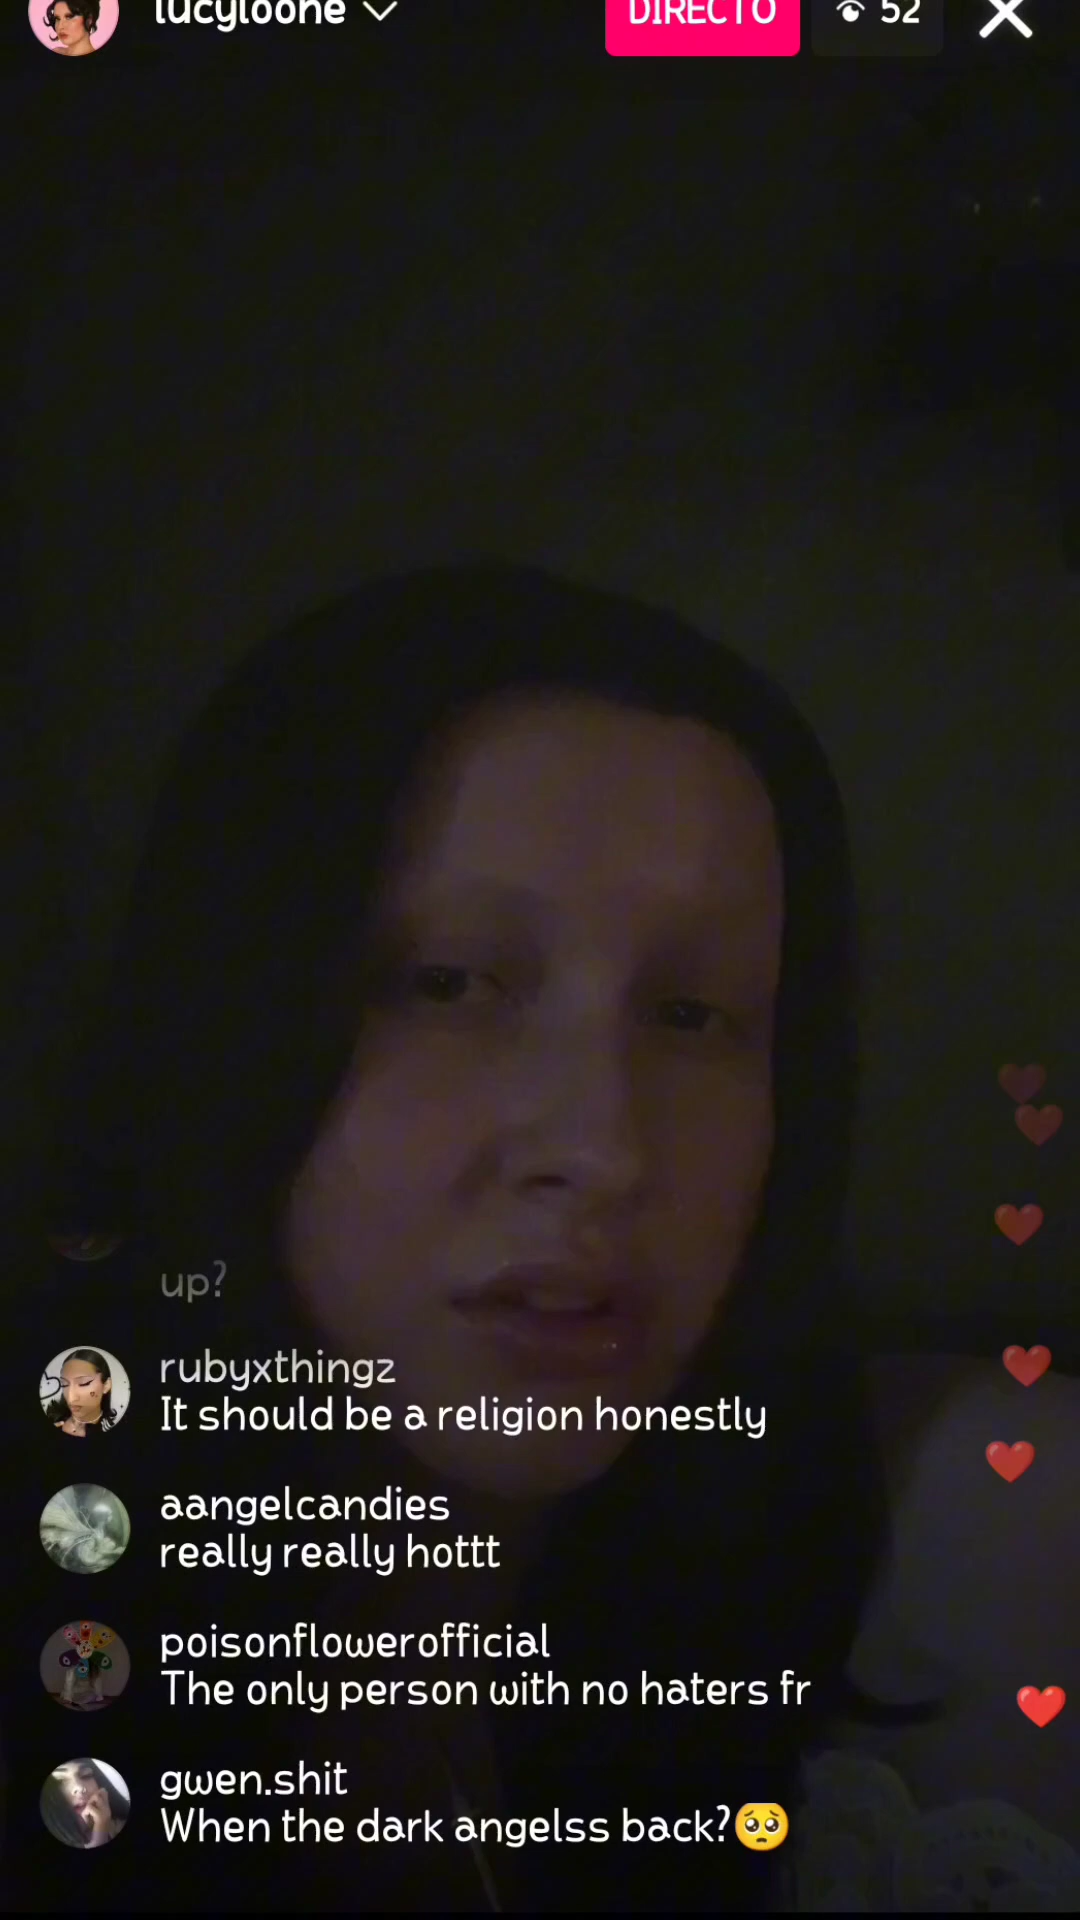 lucyloone
DIRECTO
52
up?
rubyxthingz
It should be a religion honestly
aangelcandies
really really hottt
poisonflowerofficial
The only person with no haters fr
gwen.shit
When the dark angelss back?🥺